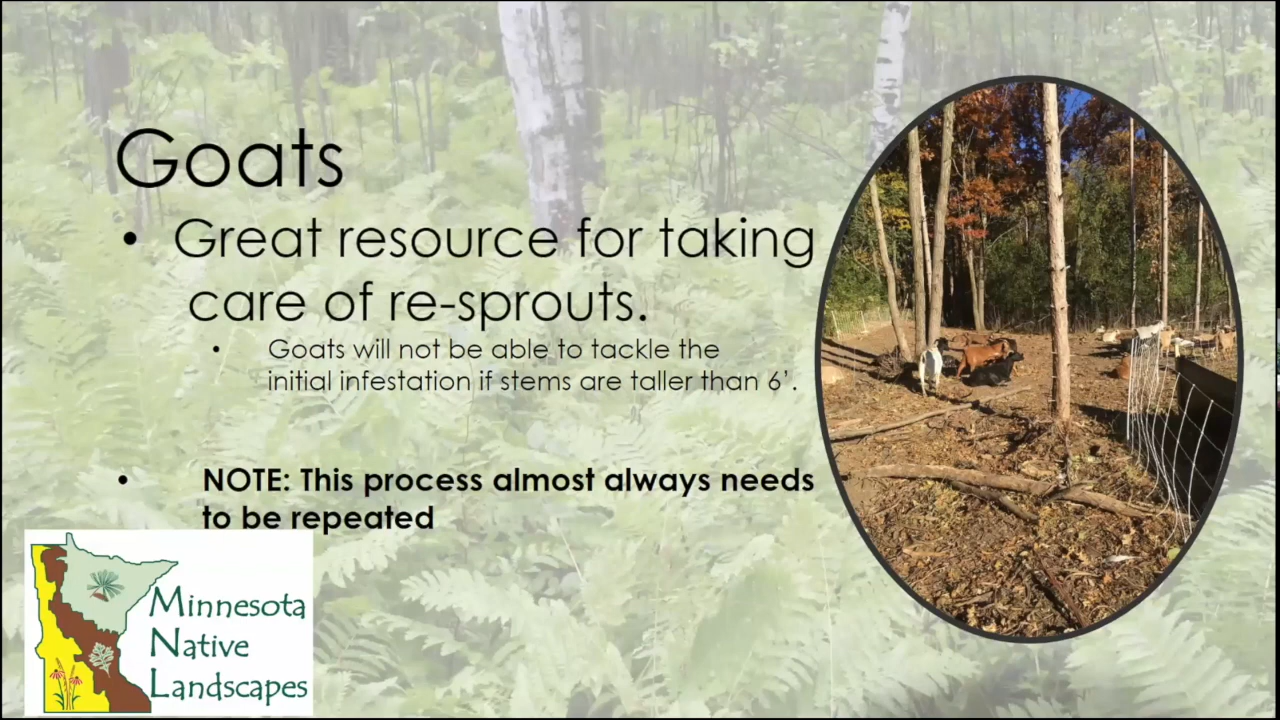 Goats
• Great resource for taking
care of re-sprouts.
• Goats will not be able to tackle the
initial infestation if stems are taller than 6’.
• NOTE: This process almost always needs
to be repeated
Minnesota
Native
Landscapes